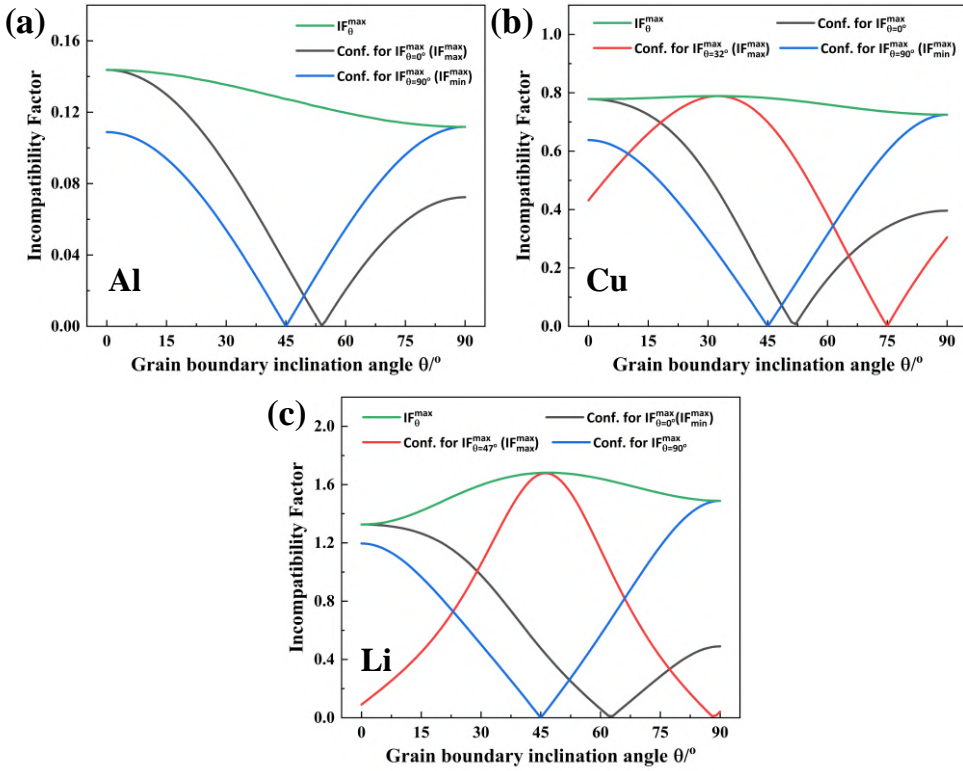 (a)
IF_θ^max
Conf. for IF_θ=0°^max (IF_max^max)
Conf. for IF_θ=90°^max (IF_min^max)
0.16
0.12
0.08
0.04
0.00
Incompatibility Factor
Al
0 15 30 45 60 75 90
Grain boundary inclination angle θ/°
(b)
IF_θ^max Conf. for IF_θ=0°^max
Conf. for IF_θ=32°^max (IF_max^max) Conf. for IF_θ=90°^max (IF_min^max)
1.0
0.8
0.6
0.4
0.2
0.0
Incompatibility Factor
Cu
0 15 30 45 60 75 90
Grain boundary inclination angle θ/°
(c)
IF_θ^max Conf. for IF_θ=0°^max(IF_min^max)
Conf. for IF_θ=47°^max (IF_max^max) Conf. for IF_θ=90°^max
2.0
1.6
1.2
0.8
0.4
0.0
Incompatibility Factor
Li
0 15 30 45 60 75 90
Grain boundary inclination angle θ/°